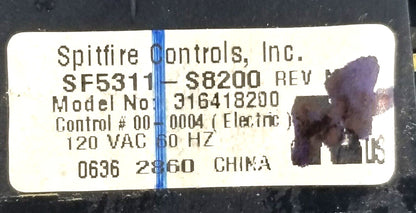 Spitfire Controls, Inc.
SF5311-S8200 REV
Model No: 316418200
Control # 00-0004 ( Electric )
120 VAC 60 HZ
0636 2860 CHINA
US